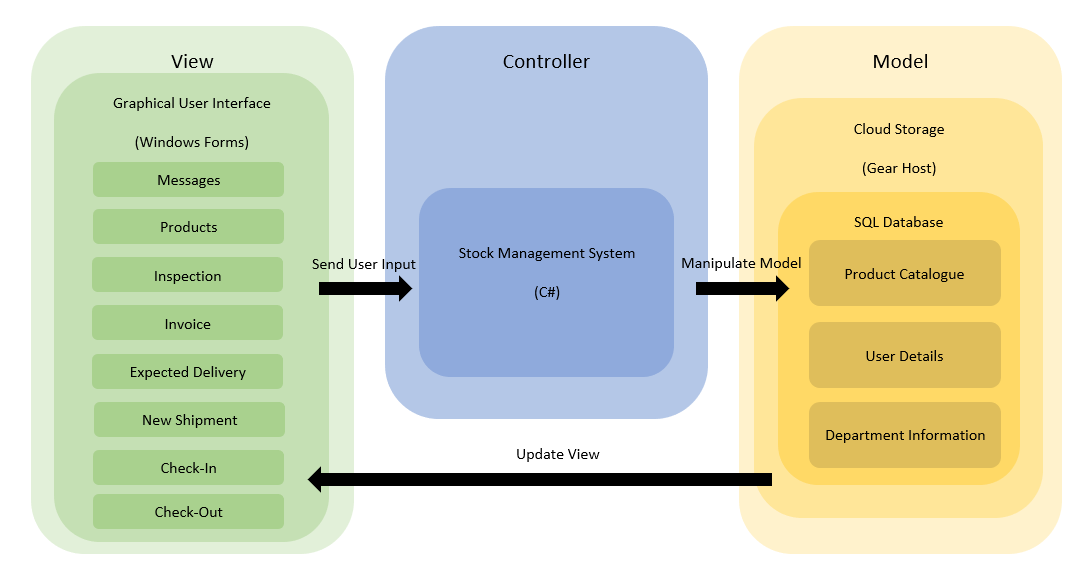 View
Graphical User Interface
(Windows Forms)
Messages
Products
Inspection
Invoice
Expected Delivery
New Shipment
Check-In
Check-Out
Send User Input
Controller
Stock Management System
(C#)
Manipulate Model
Update View
Model
Cloud Storage
(Gear Host)
SQL Database
Product Catalogue
User Details
Department Information